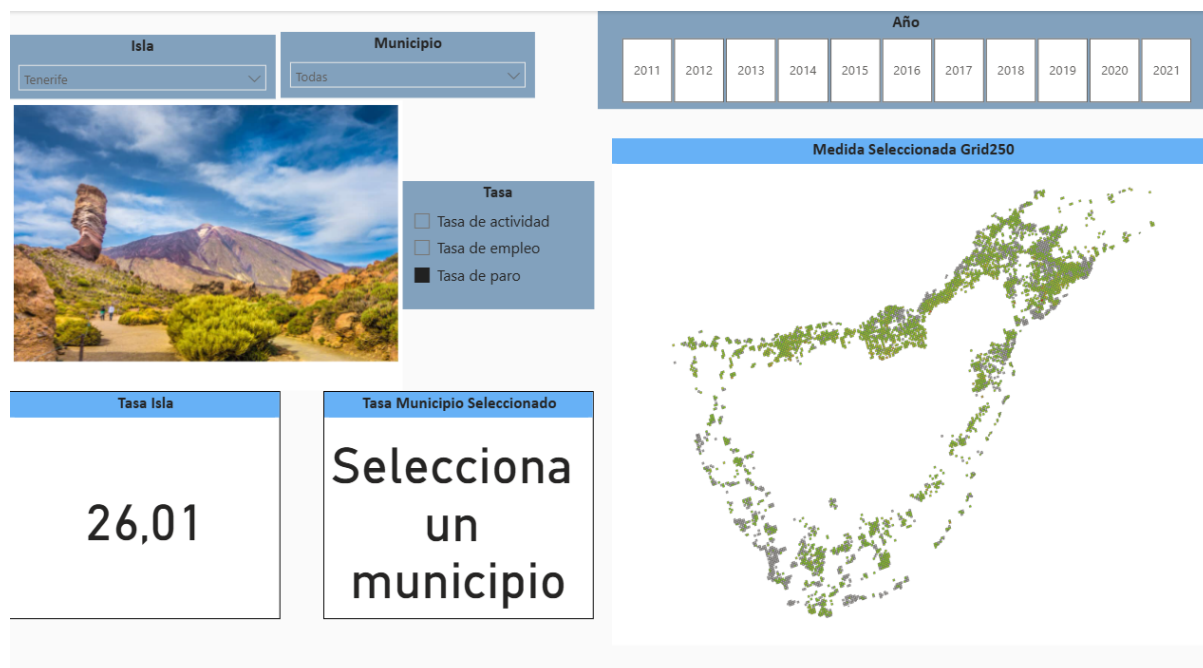 Isla
Tenerife
Municipio
Todas
Año
2011 2012 2013 2014 2015 2016 2017 2018 2019 2020 2021
Tasa
Tasa de actividad
Tasa de empleo
Tasa de paro
Medida Seleccionada Grid250
Tasa Isla
26,01
Tasa Municipio Seleccionado
Selecciona
un
municipio